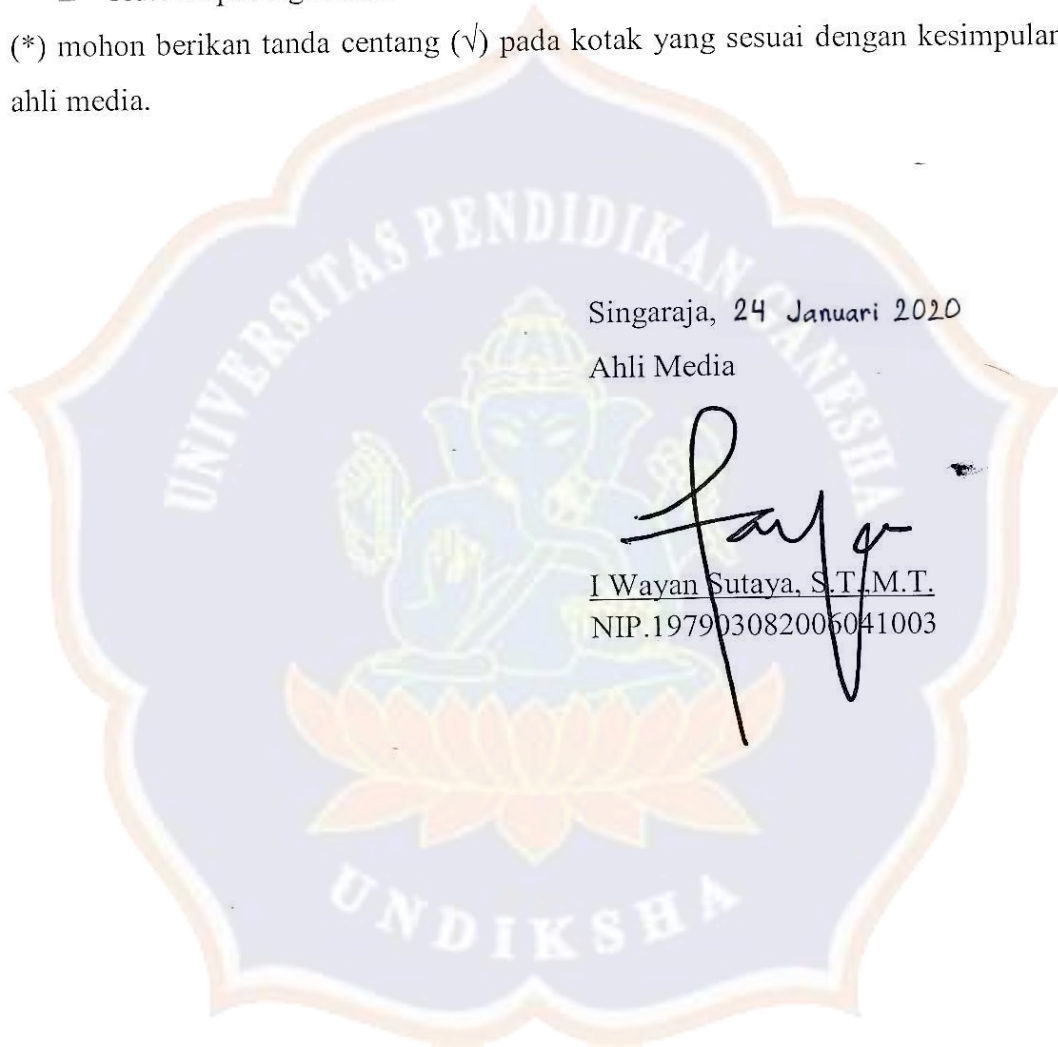 (*) mohon berikan tanda centang (√) pada kotak yang sesuai dengan kesimpulan
ahli media.
UNIVERSITAS PENDIDIKAN GANESHA
Singaraja, 24 Januari 2020
Ahli Media
I Wayan Sutaya, S.T.,M.T.
NIP.197903082006041003
UNDIKSHA